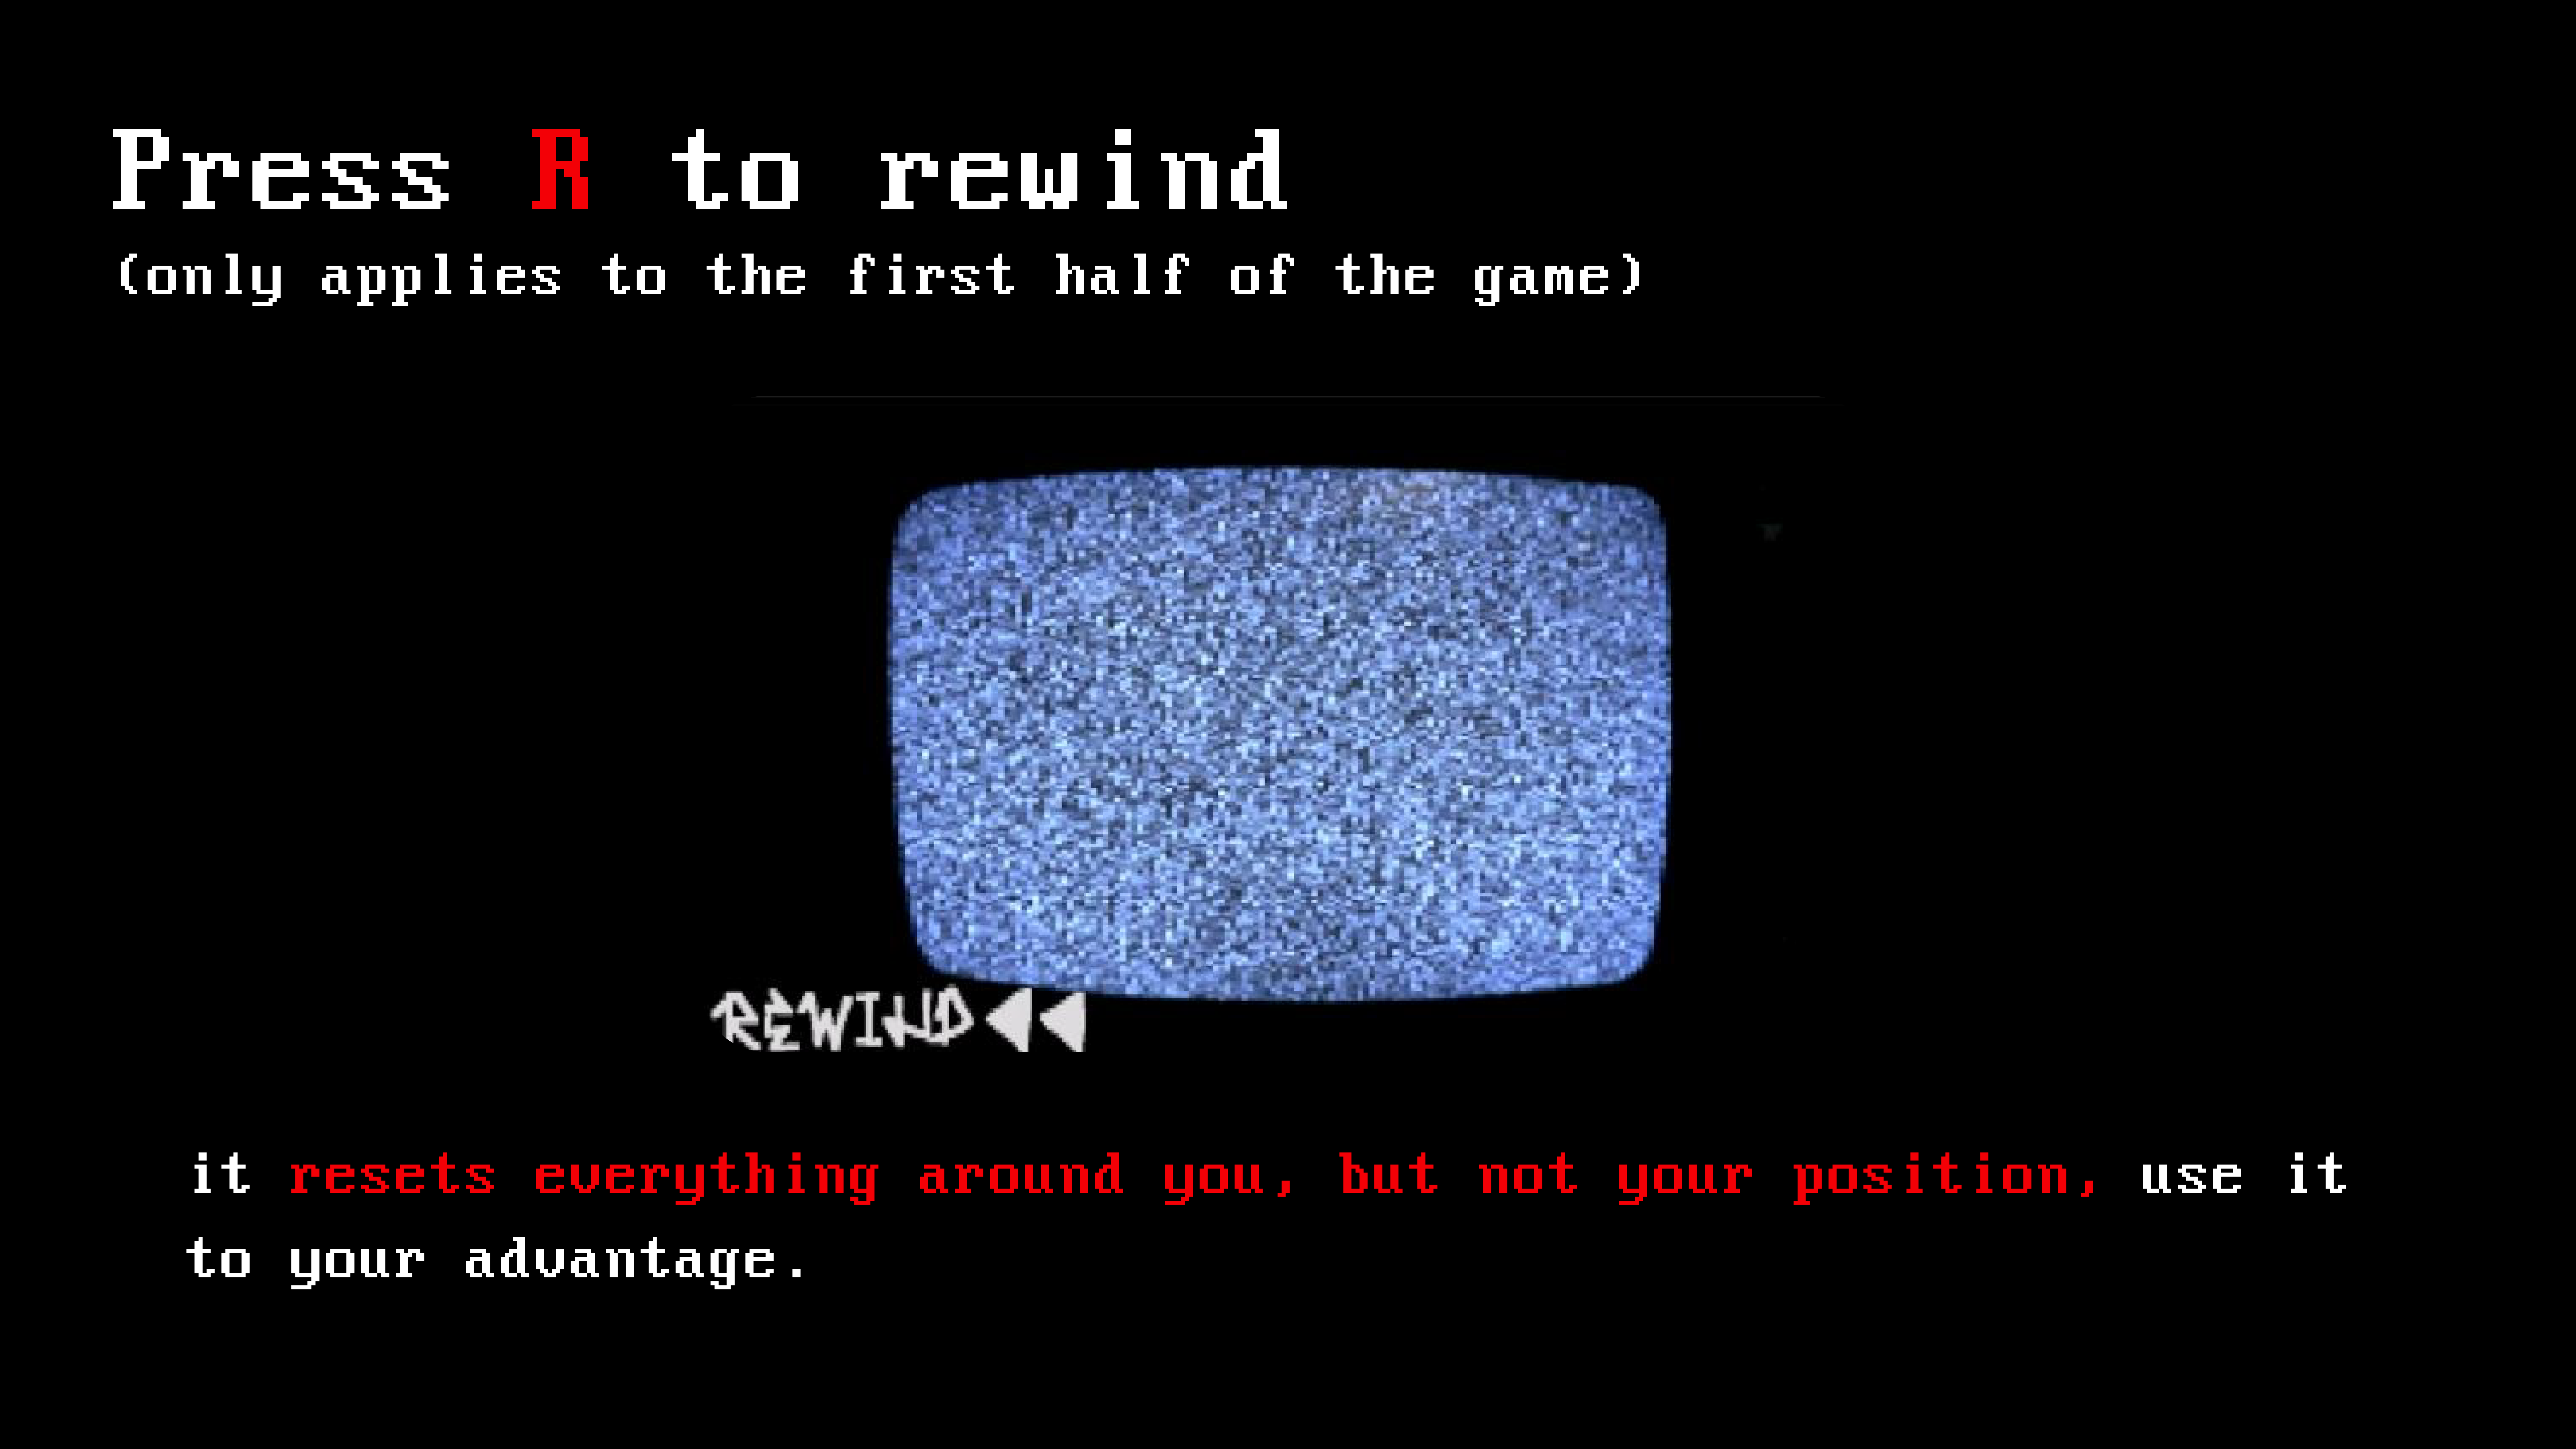 Press R to rewind
(only applies to the first half of the game)
REWIND
it resets everything around you, but not your position, use it
to your advantage.